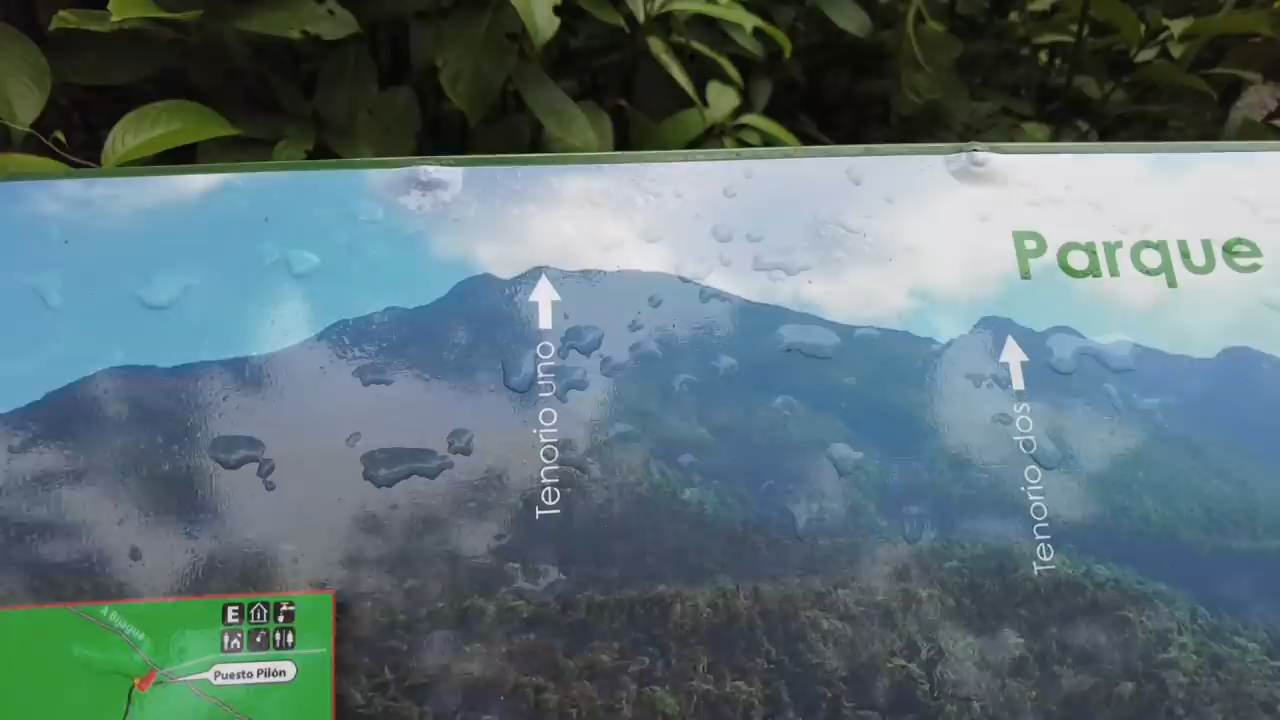 Parque
Tenorio uno
Tenorio dos
A Bijagua
E
Puesto Pilón